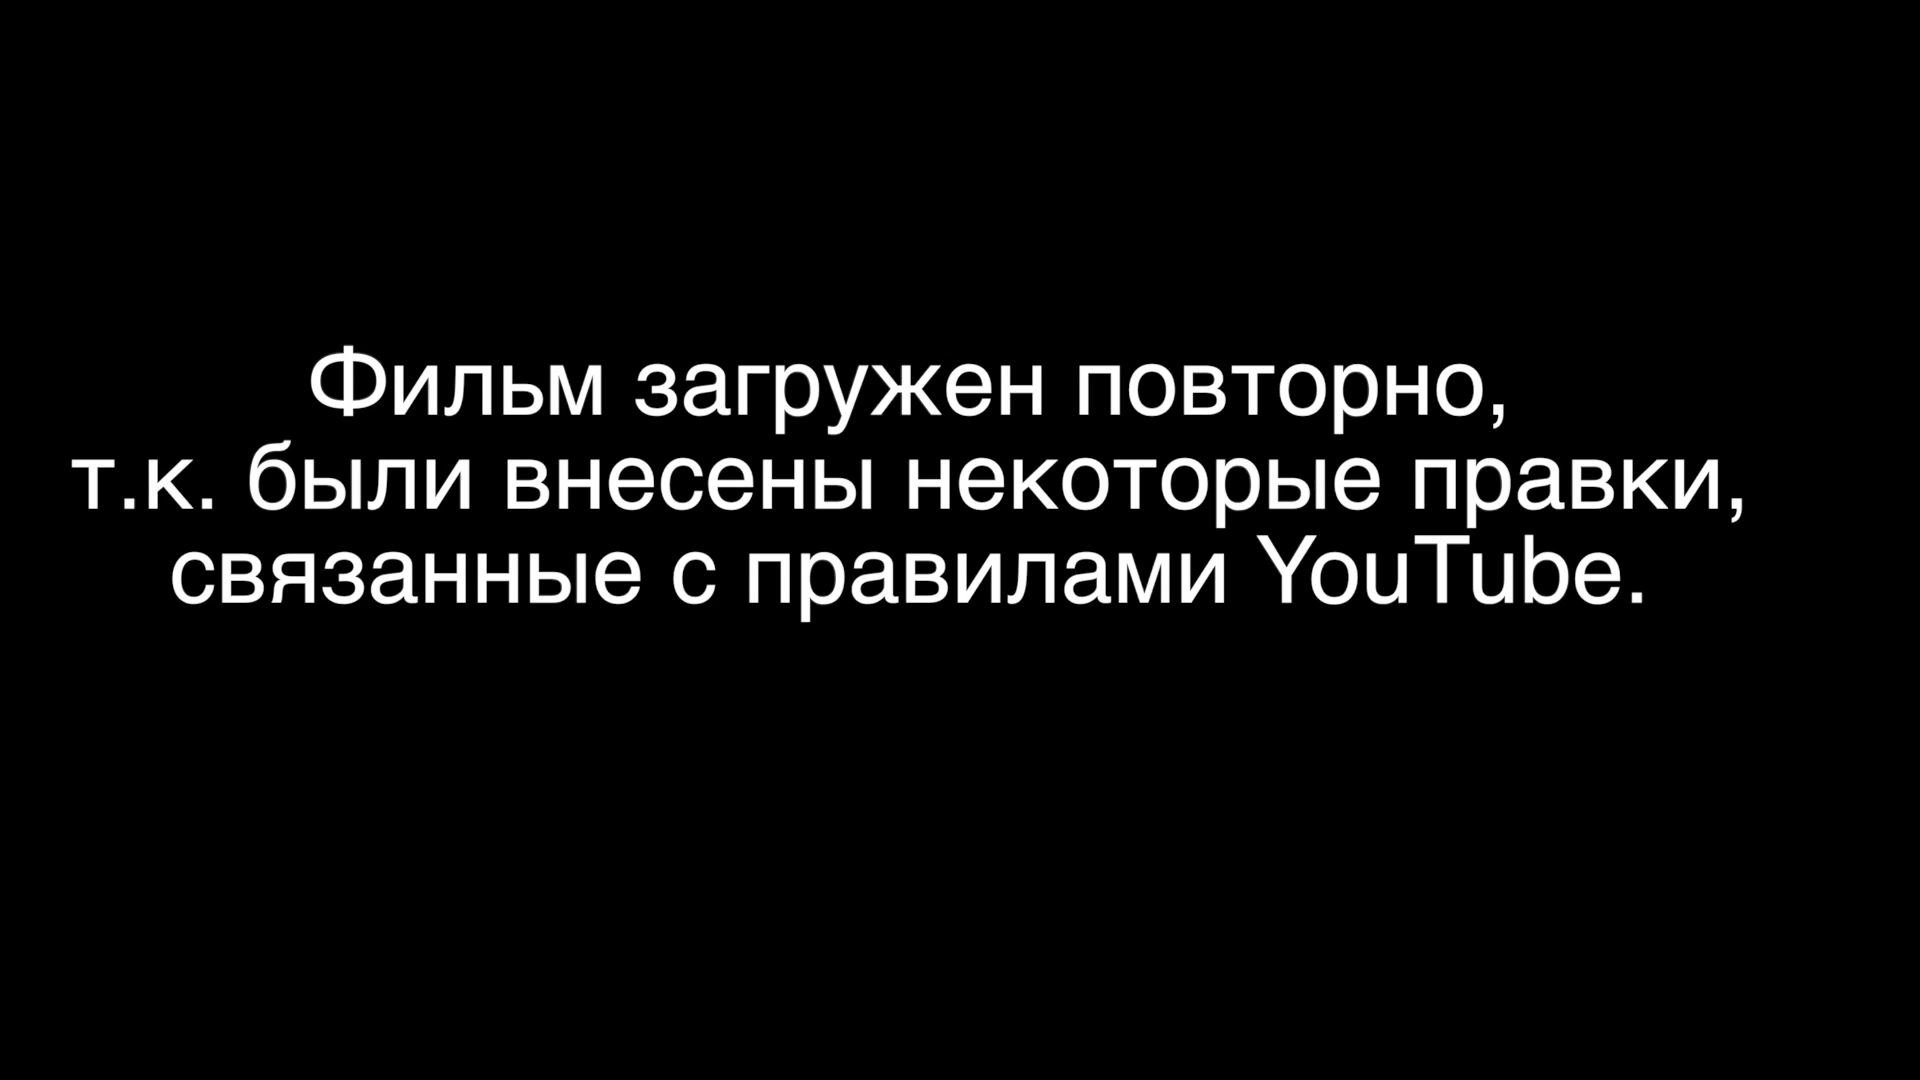 Фильм загружен повторно,
т.к. были внесены некоторые правки,
связанные с правилами YouTube.